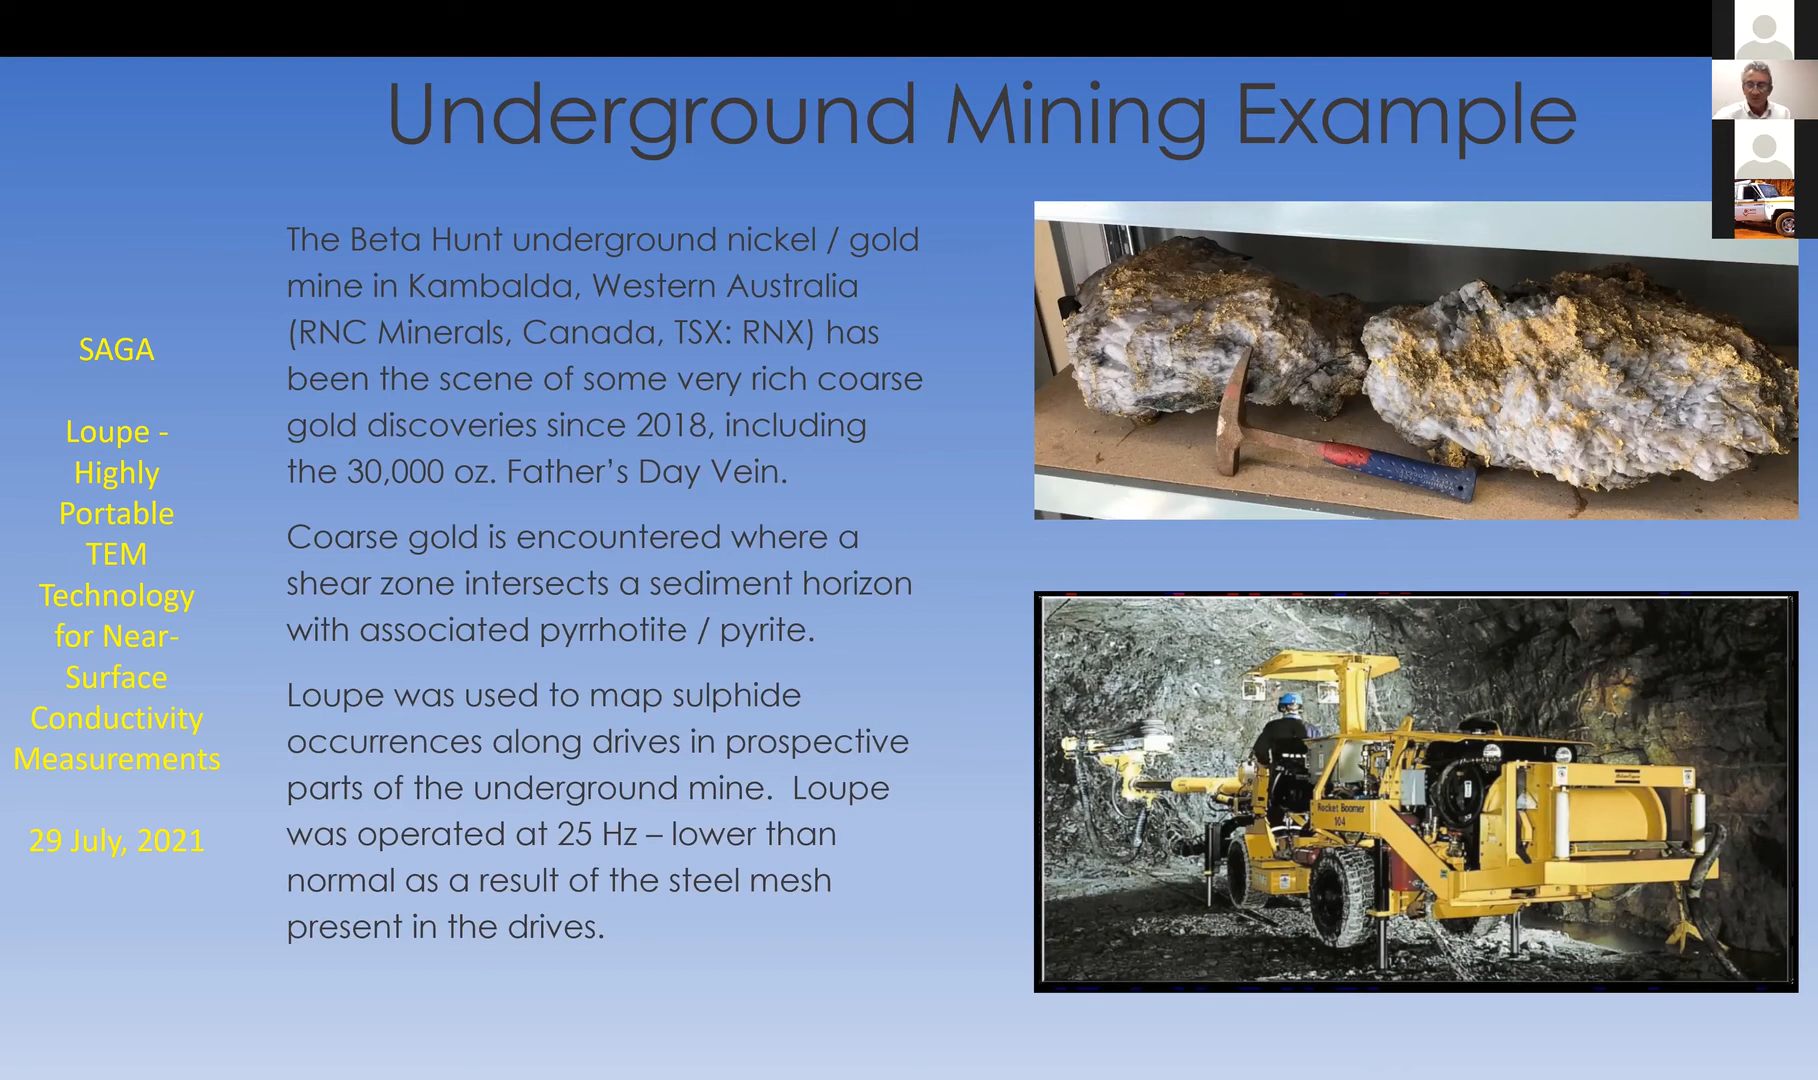 Underground Mining Example
The Beta Hunt underground nickel / gold
mine in Kambalda, Western Australia
(RNC Minerals, Canada, TSX: RNX) has
been the scene of some very rich coarse
gold discoveries since 2018, including
the 30,000 oz. Father’s Day Vein.
Coarse gold is encountered where a
shear zone intersects a sediment horizon
with associated pyrrhotite / pyrite.
Loupe was used to map sulphide
occurrences along drives in prospective
parts of the underground mine.  Loupe
was operated at 25 Hz – lower than
normal as a result of the steel mesh
present in the drives.
SAGA
Loupe -
Highly
Portable
TEM
Technology
for Near-
Surface
Conductivity
Measurements
29 July, 2021
Rocket Boomer
104